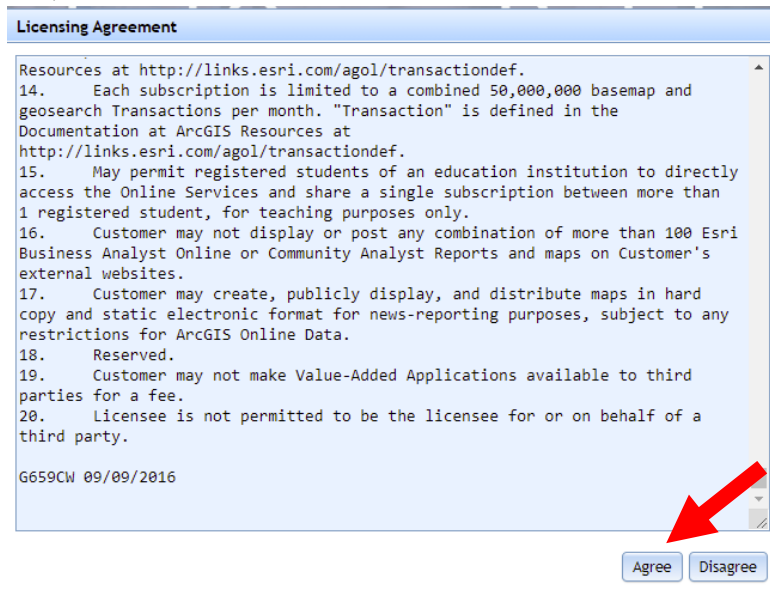 Licensing Agreement
Resources at http://links.esri.com/agol/transactiondef.
14. Each subscription is limited to a combined 50,000,000 basemap and
geosearch Transactions per month. "Transaction" is defined in the
Documentation at ArcGIS Resources at
http://links.esri.com/agol/transactiondef.
15. May permit registered students of an education institution to directly
access the Online Services and share a single subscription between more than
1 registered student, for teaching purposes only.
16. Customer may not display or post any combination of more than 100 Esri
Business Analyst Online or Community Analyst Reports and maps on Customer's
external websites.
17. Customer may create, publicly display, and distribute maps in hard
copy and static electronic format for news-reporting purposes, subject to any
restrictions for ArcGIS Online Data.
18. Reserved.
19. Customer may not make Value-Added Applications available to third
parties for a fee.
20. Licensee is not permitted to be the licensee for or on behalf of a
third party.
G659CW 09/09/2016
Agree Disagree